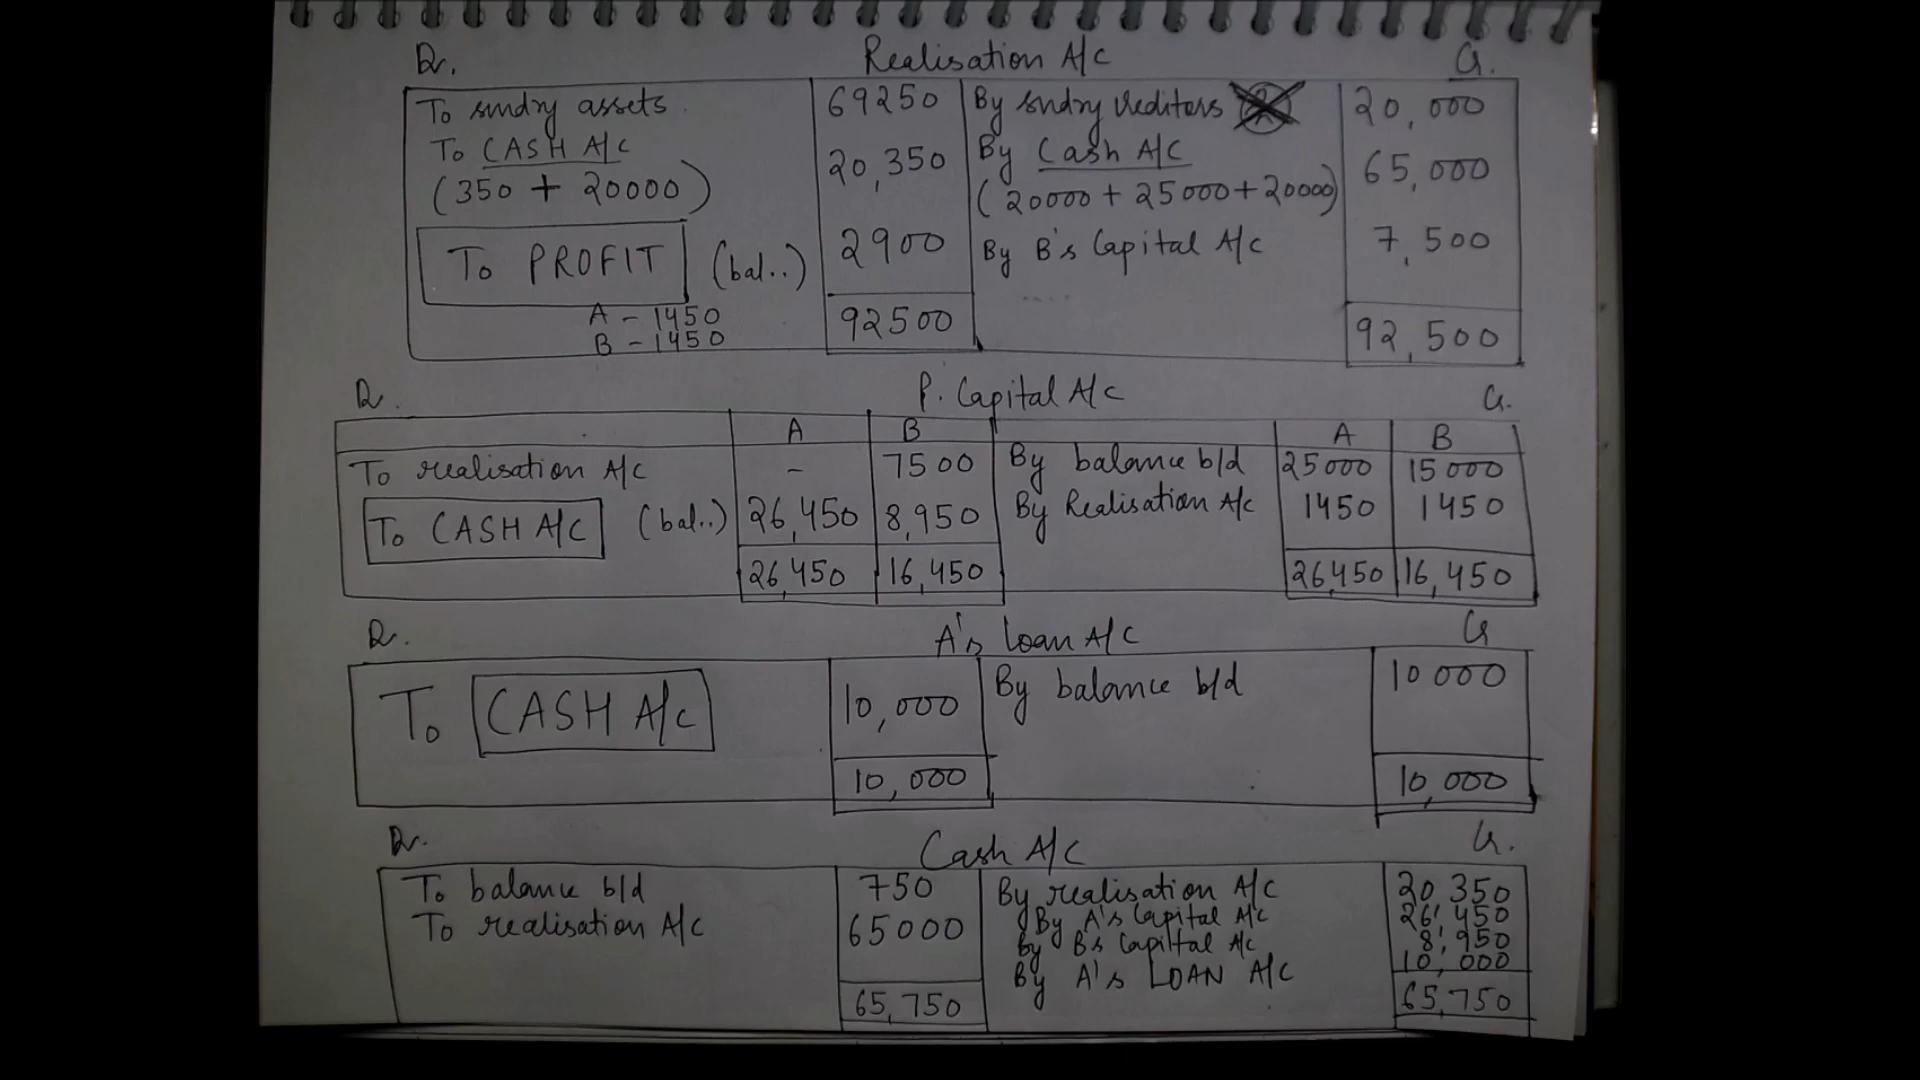 Dr. Realisation A/c Cr.
To sundry assets 69250 By sndry creditors 20,000
To CASH A/C 20,350 By Cash A/C 65,000
(350 + 20000) (20000 + 25000 + 20000)
To PROFIT (bal..) 2900 By B's Capital A/c 7,500
A - 1450
B - 1450
92500 92,500
Dr. P. Capital A/c Cr.
A B A B
To realisation A/c - 7500 By balance b/d 25000 15000
To CASH A/C (bal..) 26,450 8,950 By Realisation A/c 1450 1450
26,450 16,450 26,450 16,450
Dr. A's loan A/C Cr
To CASH A/c 10,000 By balance b/d 10000
10,000 10,000
Dr. Cash A/C Cr.
To balance b/d 750 By realisation A/c 20,350
To realisation A/c 65000 By A's Capital A/c 26,450
By B's Capiltal A/c 8,950
By A's LOAN A/C 10,000
65,750 65,750